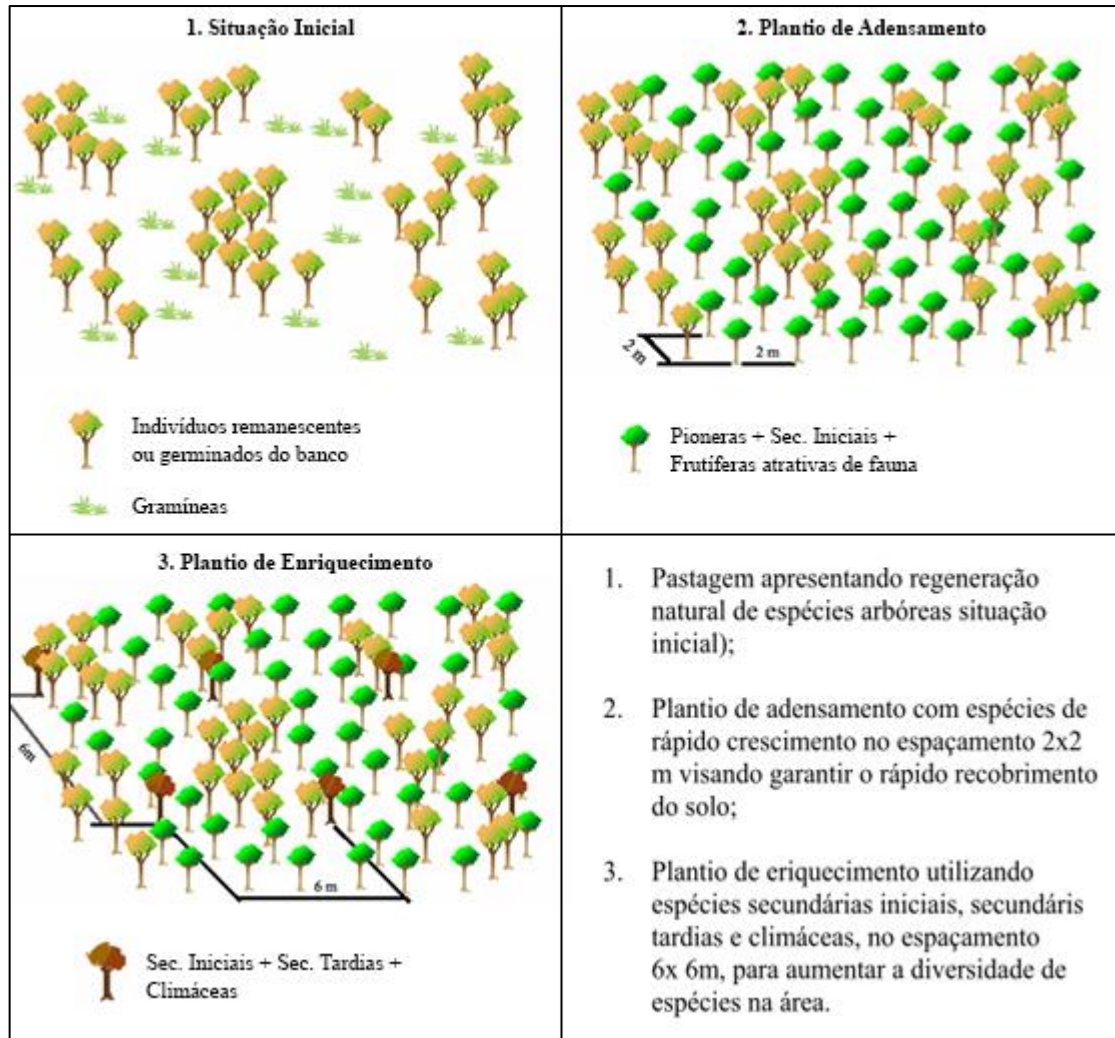 1. Situação Inicial
Indivíduos remanescentes
ou germinados do banco
Gramíneas
2. Plantio de Adensamento
2 m
2 m
Pioneras + Sec. Iniciais +
Frutíferas atrativas de fauna
3. Plantio de Enriquecimento
6m
6 m
Sec. Iniciais + Sec. Tardias +
Climáceas
1. Pastagem apresentando regeneração
natural de espécies arbóreas situação
inicial);
2. Plantio de adensamento com espécies de
rápido crescimento no espaçamento 2x2
m visando garantir o rápido recobrimento
do solo;
3. Plantio de eriquecimento utilizando
espécies secundárias iniciais, secundáris
tardias e climáceas, no espaçamento
6x 6m, para aumentar a diversidade de
espécies na área.